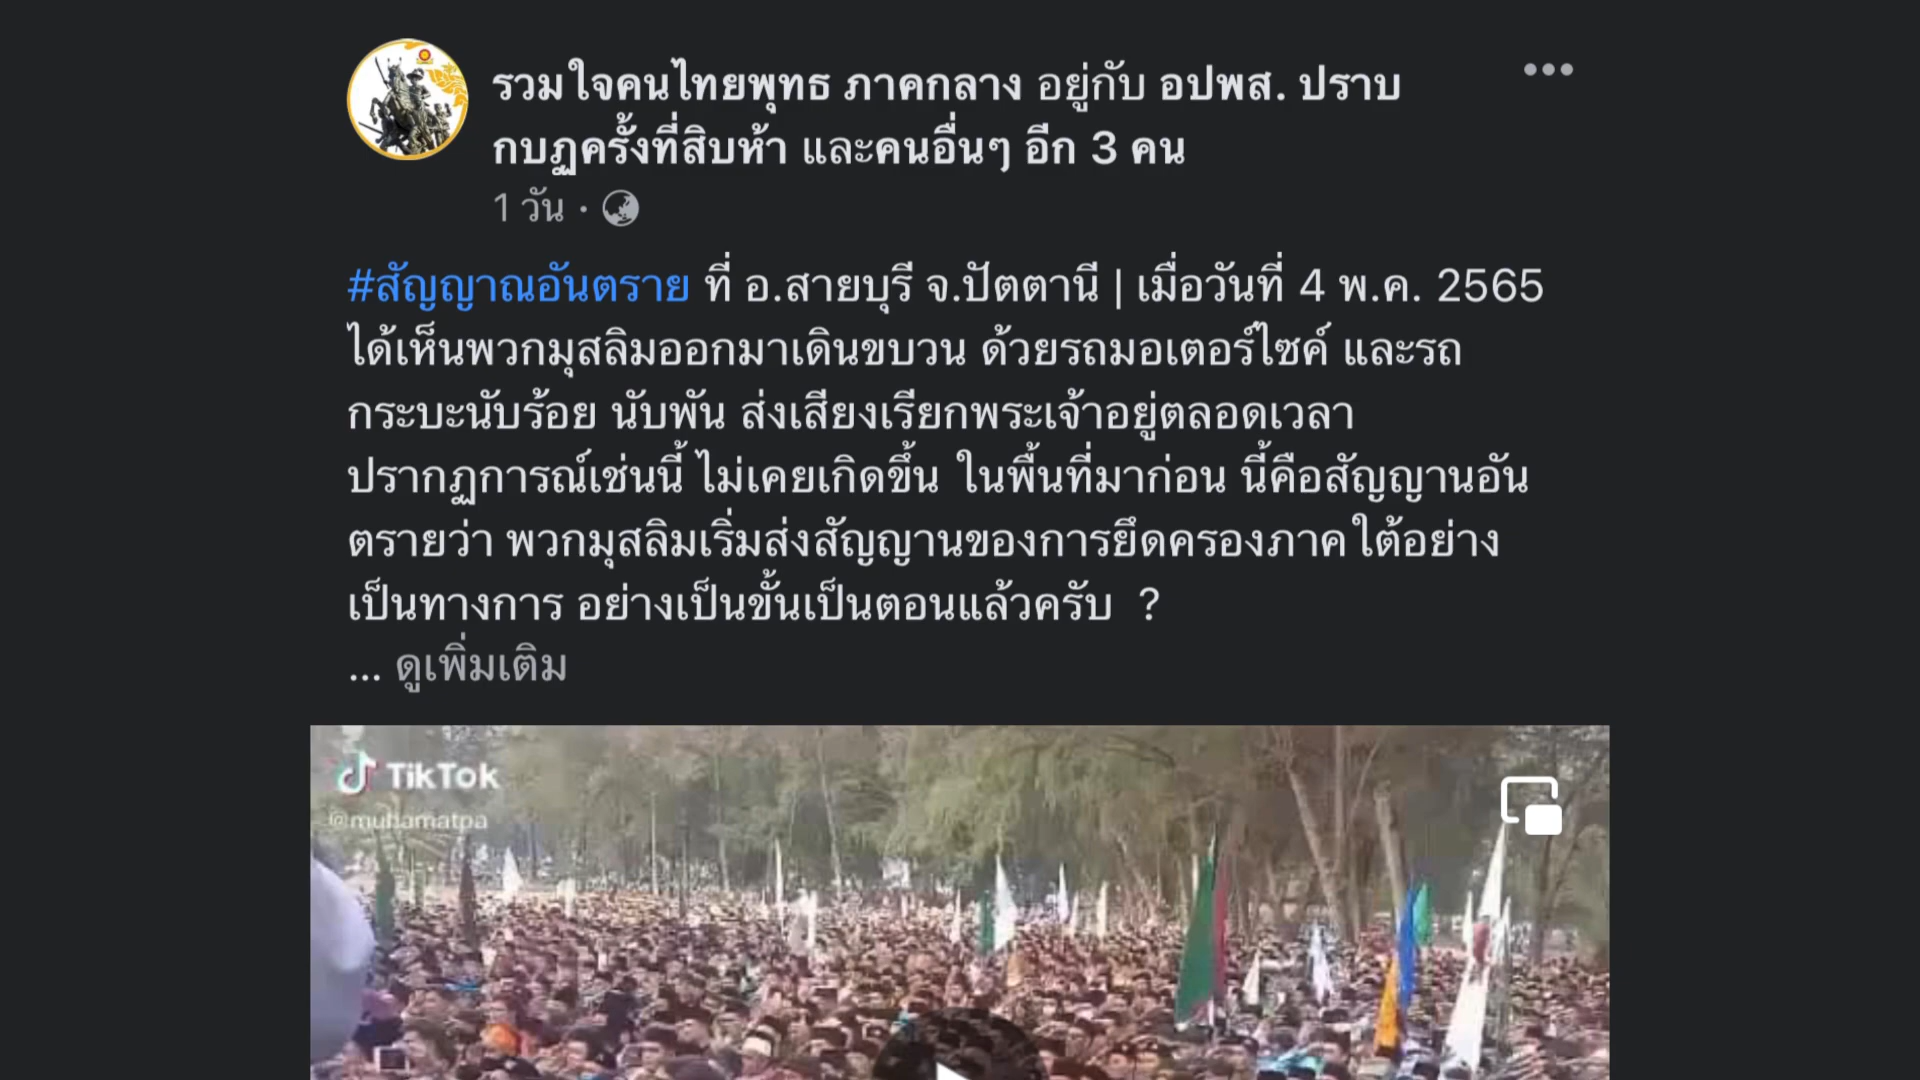 รวมใจคนไทยพุทธ ภาคกลาง อยู่กับ อปพส. ปราบ
กบฏครั้งที่สิบห้า และคนอื่นๆ อีก 3 คน
1 วัน ·
#สัญญาณอันตราย ที่ อ.สายบุรี จ.ปัตตานี | เมื่อวันที่ 4 พ.ค. 2565
ได้เห็นพวกมุสลิมออกมาเดินขบวน ด้วยรถมอเตอร์ไซค์ และรถ
กระบะนับร้อย นับพัน ส่งเสียงเรียกพระเจ้าอยู่ตลอดเวลา
ปรากฏการณ์เช่นนี้ ไม่เคยเกิดขึ้น ในพื้นที่มาก่อน นี้คือสัญญานอัน
ตรายว่า พวกมุสลิมเริ่มส่งสัญญานของการยึดครองภาคใต้อย่าง
เป็นทางการ อย่างเป็นขั้นเป็นตอนแล้วครับ ?
... ดูเพิ่มเติม
TikTok
@muhamatpa